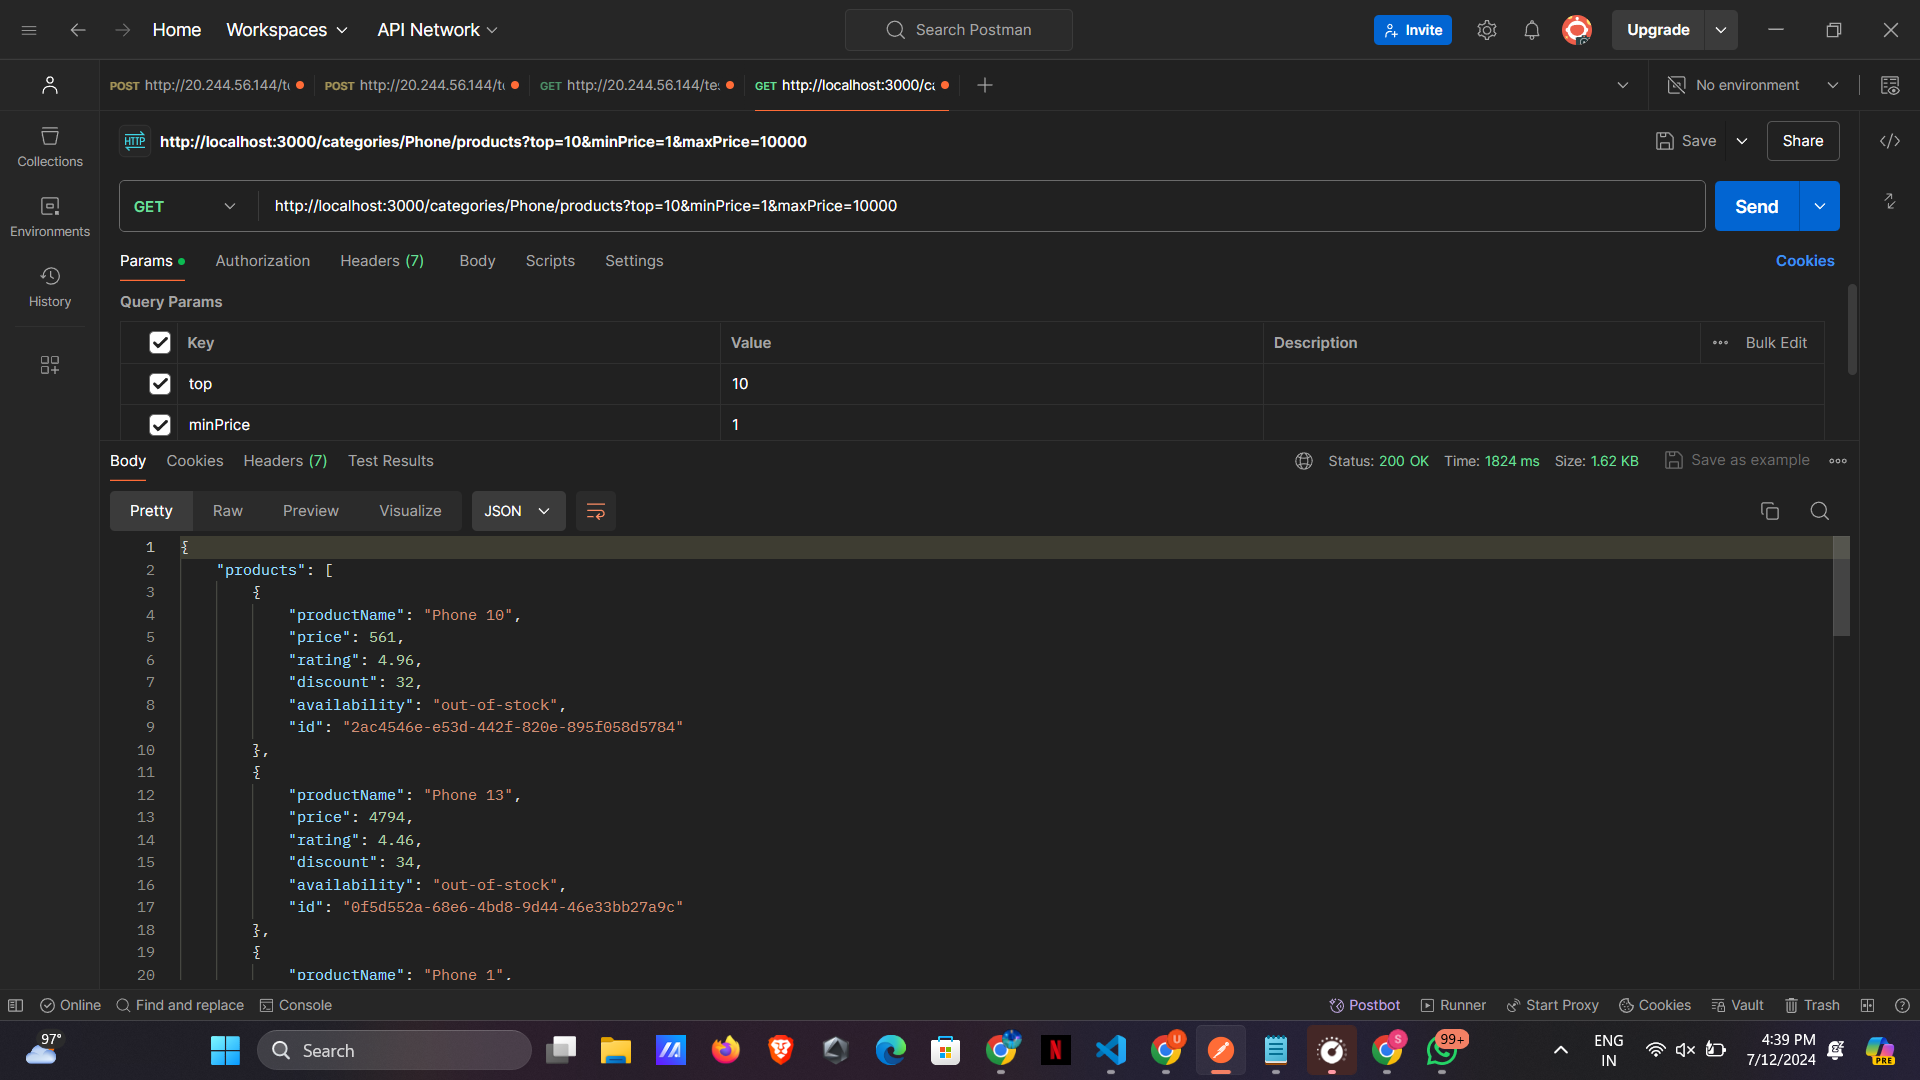 Home Workspaces API Network Search Postman Invite Upgrade
POST http://20.244.56.144/t POST http://20.244.56.144/t GET http://20.244.56.144/te GET http://localhost:3000/ca No environment
HTTP http://localhost:3000/categories/Phone/products?top=10&minPrice=1&maxPrice=10000 Save Share
Collections
GET http://localhost:3000/categories/Phone/products?top=10&minPrice=1&maxPrice=10000 Send
Environments
Params Authorization Headers (7) Body Scripts Settings Cookies
History
Query Params
Key Value Description Bulk Edit
top 10
minPrice 1
Body Cookies Headers (7) Test Results Status: 200 OK Time: 1824 ms Size: 1.62 KB Save as example
Pretty Raw Preview Visualize JSON
1 {
2 "products": [
3 {
4 "productName": "Phone 10",
5 "price": 561,
6 "rating": 4.96,
7 "discount": 32,
8 "availability": "out-of-stock",
9 "id": "2ac4546e-e53d-442f-820e-895f058d5784"
10 },
11 {
12 "productName": "Phone 13",
13 "price": 4794,
14 "rating": 4.46,
15 "discount": 34,
16 "availability": "out-of-stock",
17 "id": "0f5d552a-68e6-4bd8-9d44-46e33bb27a9c"
18 },
19 {
20 "productName": "Phone 1",
Online Find and replace Console Postbot Runner Start Proxy Cookies Vault Trash
97° Search 99+ ENG 4:39 PM
IN 7/12/2024 PRE